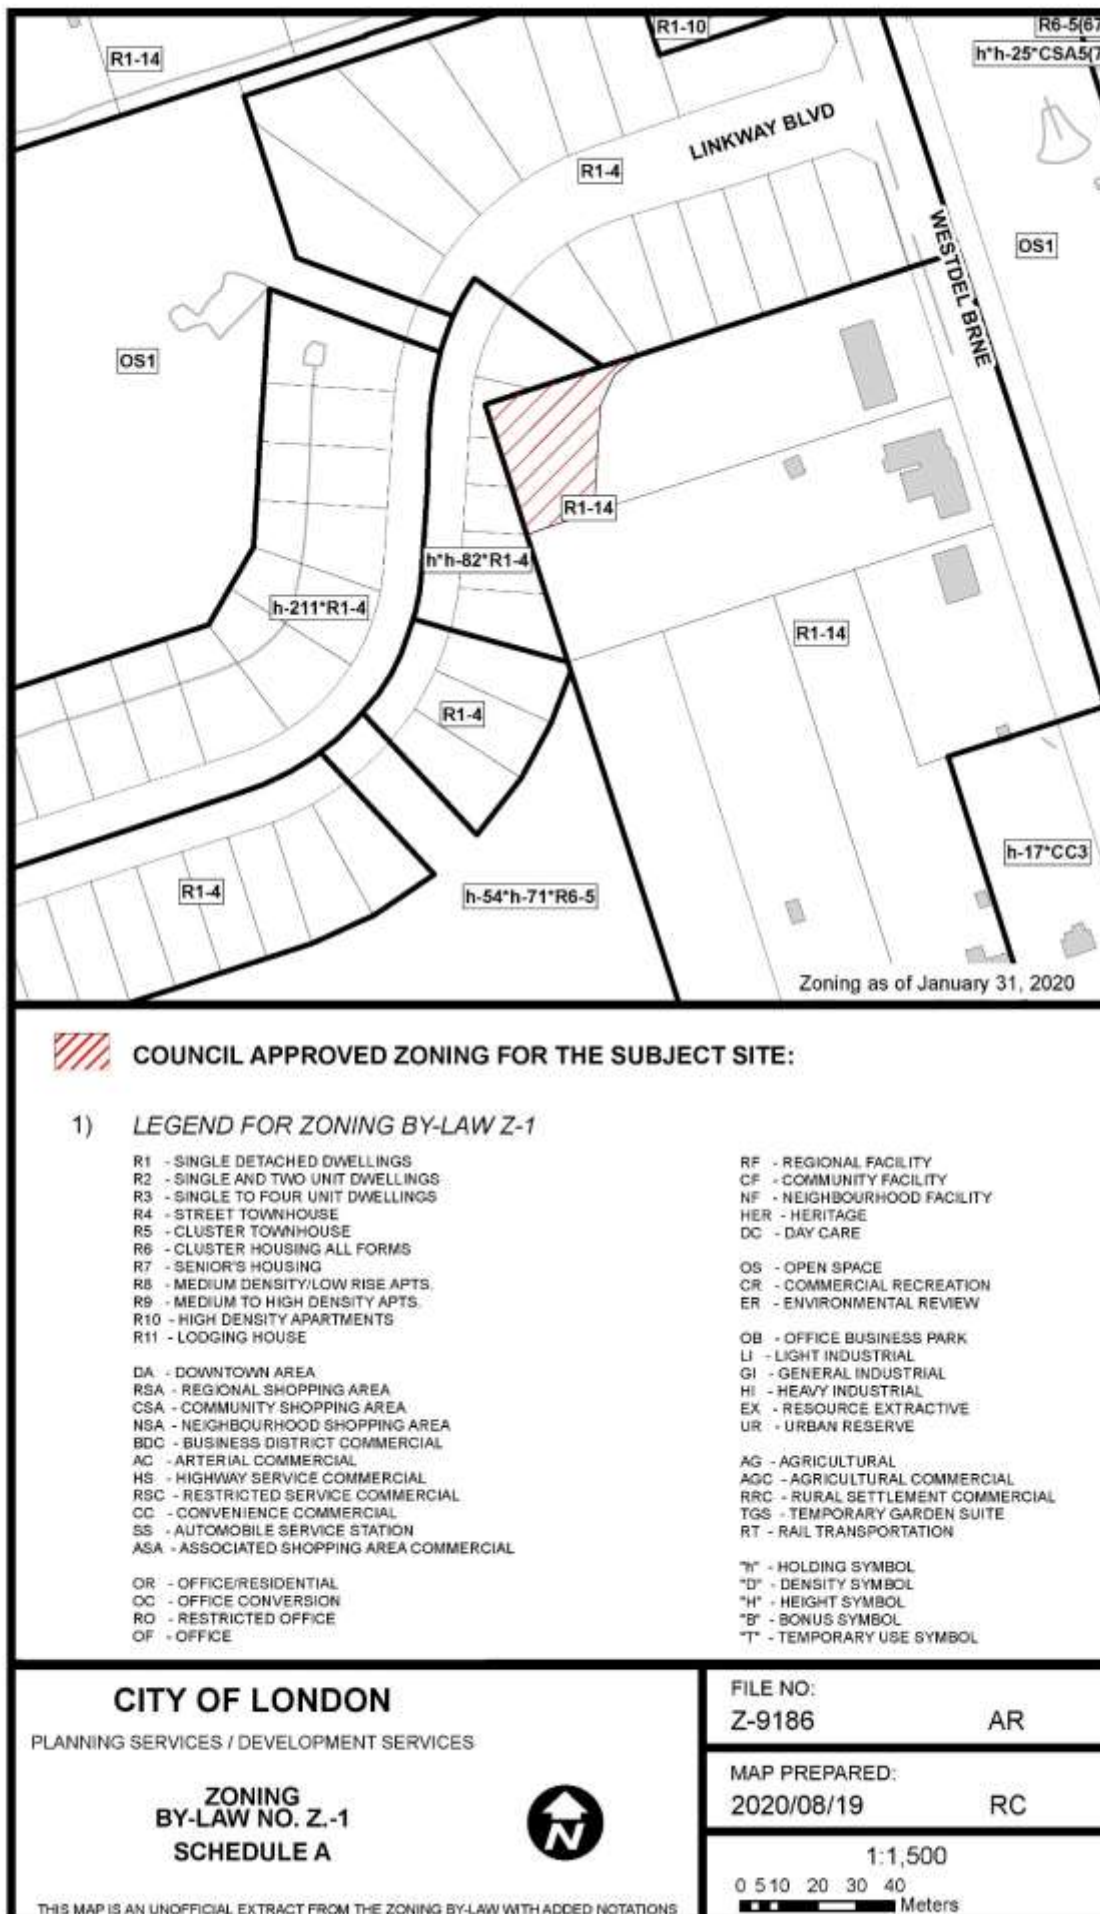 R1-10
R6-5(67
R1-14
h*h-25*CSA5(7
LINKWAY BLVD
R1-4
WESTDEL BRNE
OS1
OS1
R1-14
h*h-82*R1-4
h-211*R1-4
R1-14
R1-4
h-17*CC3
R1-4
h-54*h-71*R6-5
Zoning as of January 31, 2020
COUNCIL APPROVED ZONING FOR THE SUBJECT SITE:
1) LEGEND FOR ZONING BY-LAW Z-1
R1 - SINGLE DETACHED DWELLINGS
R2 - SINGLE AND TWO UNIT DWELLINGS
R3 - SINGLE TO FOUR UNIT DWELLINGS
R4 - STREET TOWNHOUSE
R5 - CLUSTER TOWNHOUSE
R6 - CLUSTER HOUSING ALL FORMS
R7 - SENIOR'S HOUSING
R8 - MEDIUM DENSITY/LOW RISE APTS.
R9 - MEDIUM TO HIGH DENSITY APTS.
R10 - HIGH DENSITY APARTMENTS
R11 - LODGING HOUSE
DA - DOWNTOWN AREA
RSA - REGIONAL SHOPPING AREA
CSA - COMMUNITY SHOPPING AREA
NSA - NEIGHBOURHOOD SHOPPING AREA
BDC - BUSINESS DISTRICT COMMERCIAL
AC - ARTERIAL COMMERCIAL
HS - HIGHWAY SERVICE COMMERCIAL
RSC - RESTRICTED SERVICE COMMERCIAL
CC - CONVENIENCE COMMERCIAL
SS - AUTOMOBILE SERVICE STATION
ASA - ASSOCIATED SHOPPING AREA COMMERCIAL
OR - OFFICE/RESIDENTIAL
OC - OFFICE CONVERSION
RO - RESTRICTED OFFICE
OF - OFFICE
RF - REGIONAL FACILITY
CF - COMMUNITY FACILITY
NF - NEIGHBOURHOOD FACILITY
HER - HERITAGE
DC - DAY CARE
OS - OPEN SPACE
CR - COMMERCIAL RECREATION
ER - ENVIRONMENTAL REVIEW
OB - OFFICE BUSINESS PARK
LI - LIGHT INDUSTRIAL
GI - GENERAL INDUSTRIAL
HI - HEAVY INDUSTRIAL
EX - RESOURCE EXTRACTIVE
UR - URBAN RESERVE
AG - AGRICULTURAL
AGC - AGRICULTURAL COMMERCIAL
RRC - RURAL SETTLEMENT COMMERCIAL
TGS - TEMPORARY GARDEN SUITE
RT - RAIL TRANSPORTATION
"h" - HOLDING SYMBOL
"D" - DENSITY SYMBOL
"H" - HEIGHT SYMBOL
"B" - BONUS SYMBOL
"T" - TEMPORARY USE SYMBOL
CITY OF LONDON
PLANNING SERVICES / DEVELOPMENT SERVICES
ZONING
BY-LAW NO. Z.-1
SCHEDULE A
N
THIS MAP IS AN UNOFFICIAL EXTRACT FROM THE ZONING BY-LAW WITH ADDED NOTATIONS
FILE NO:
Z-9186 AR
MAP PREPARED:
2020/08/19 RC
1:1,500
0 5 10 20 30 40
Meters